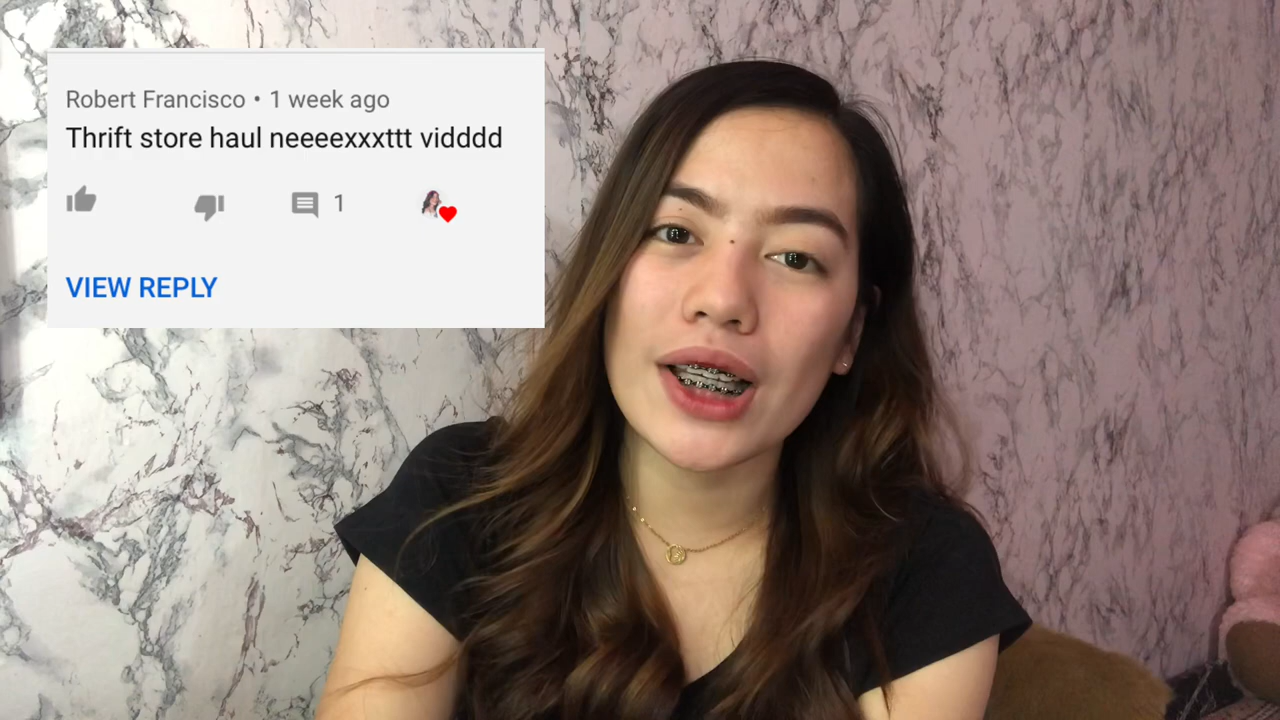 Robert Francisco • 1 week ago
Thrift store haul neeeexxxttt vidddd
1
VIEW REPLY